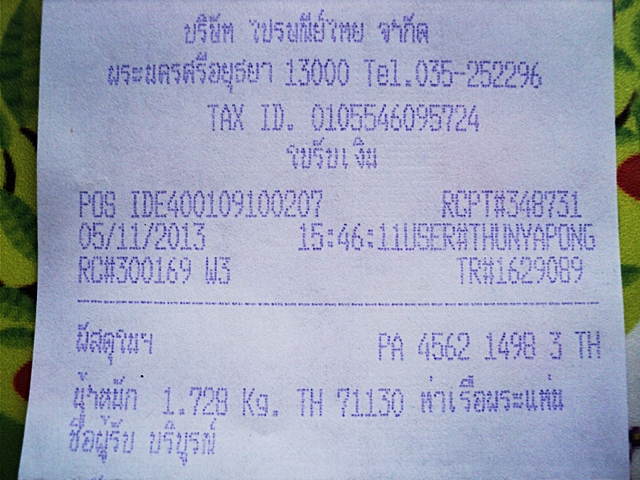 บริษัท ไปรษณีย์ไทย จำกัด
พระนครศรีอยุธยา 13000 Tel.035-252296
TAX ID. 0105546095724
ใบรับเงิน
POS IDE400109100207 RCPT#348731
05/11/2013 15:46:11USER#THUNYAPONG
RC#300169 W3 TR#1629089
พัสดุในฯ PA 4562 1498 3 TH
น้ำหนัก 1.728 Kg. TH 71130 ท่าเรือพระแท่น
ชื่อผู้รับ บริบูรณ์